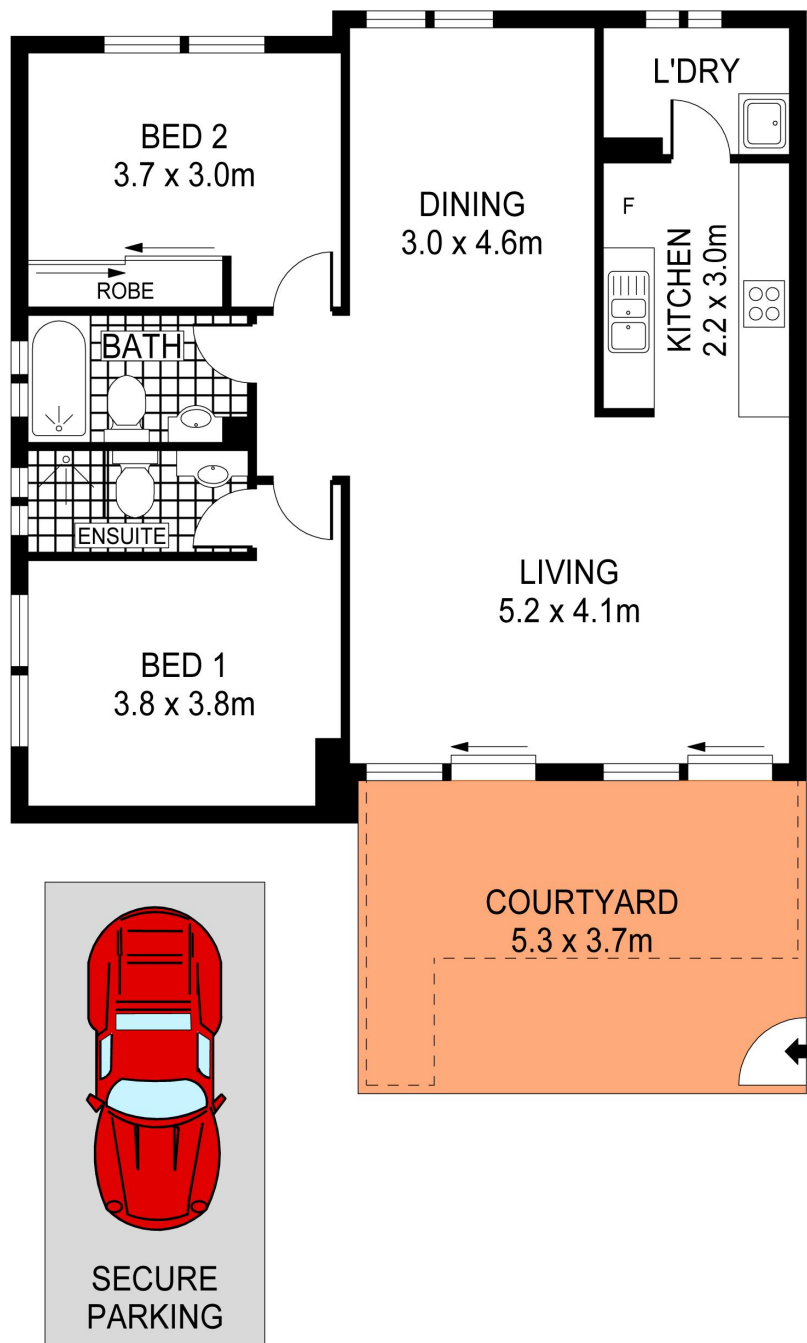 L'DRY
BED 2
3.7 x 3.0m
DINING
3.0 x 4.6m
F
KITCHEN
2.2 x 3.0m
ROBE
BATH
ENSUITE
LIVING
5.2 x 4.1m
BED 1
3.8 x 3.8m
COURTYARD
5.3 x 3.7m
SECURE
PARKING